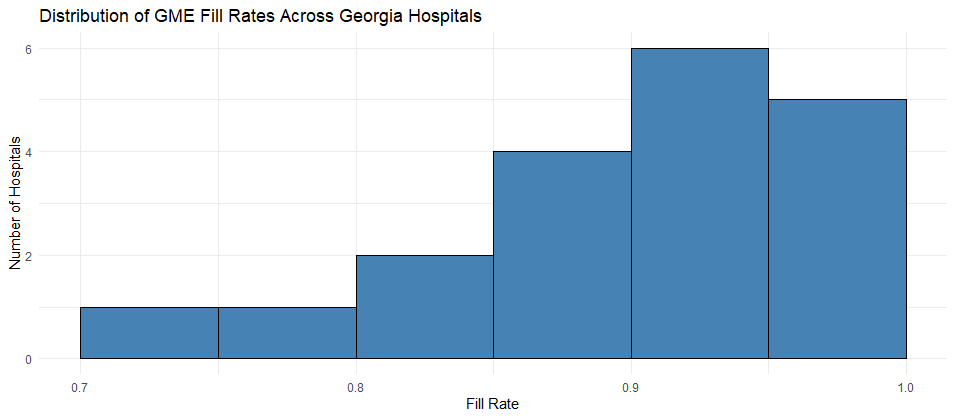 Distribution of GME Fill Rates Across Georgia Hospitals
Number of Hospitals
6
4
2
0
0.7 0.8 0.9 1.0
Fill Rate